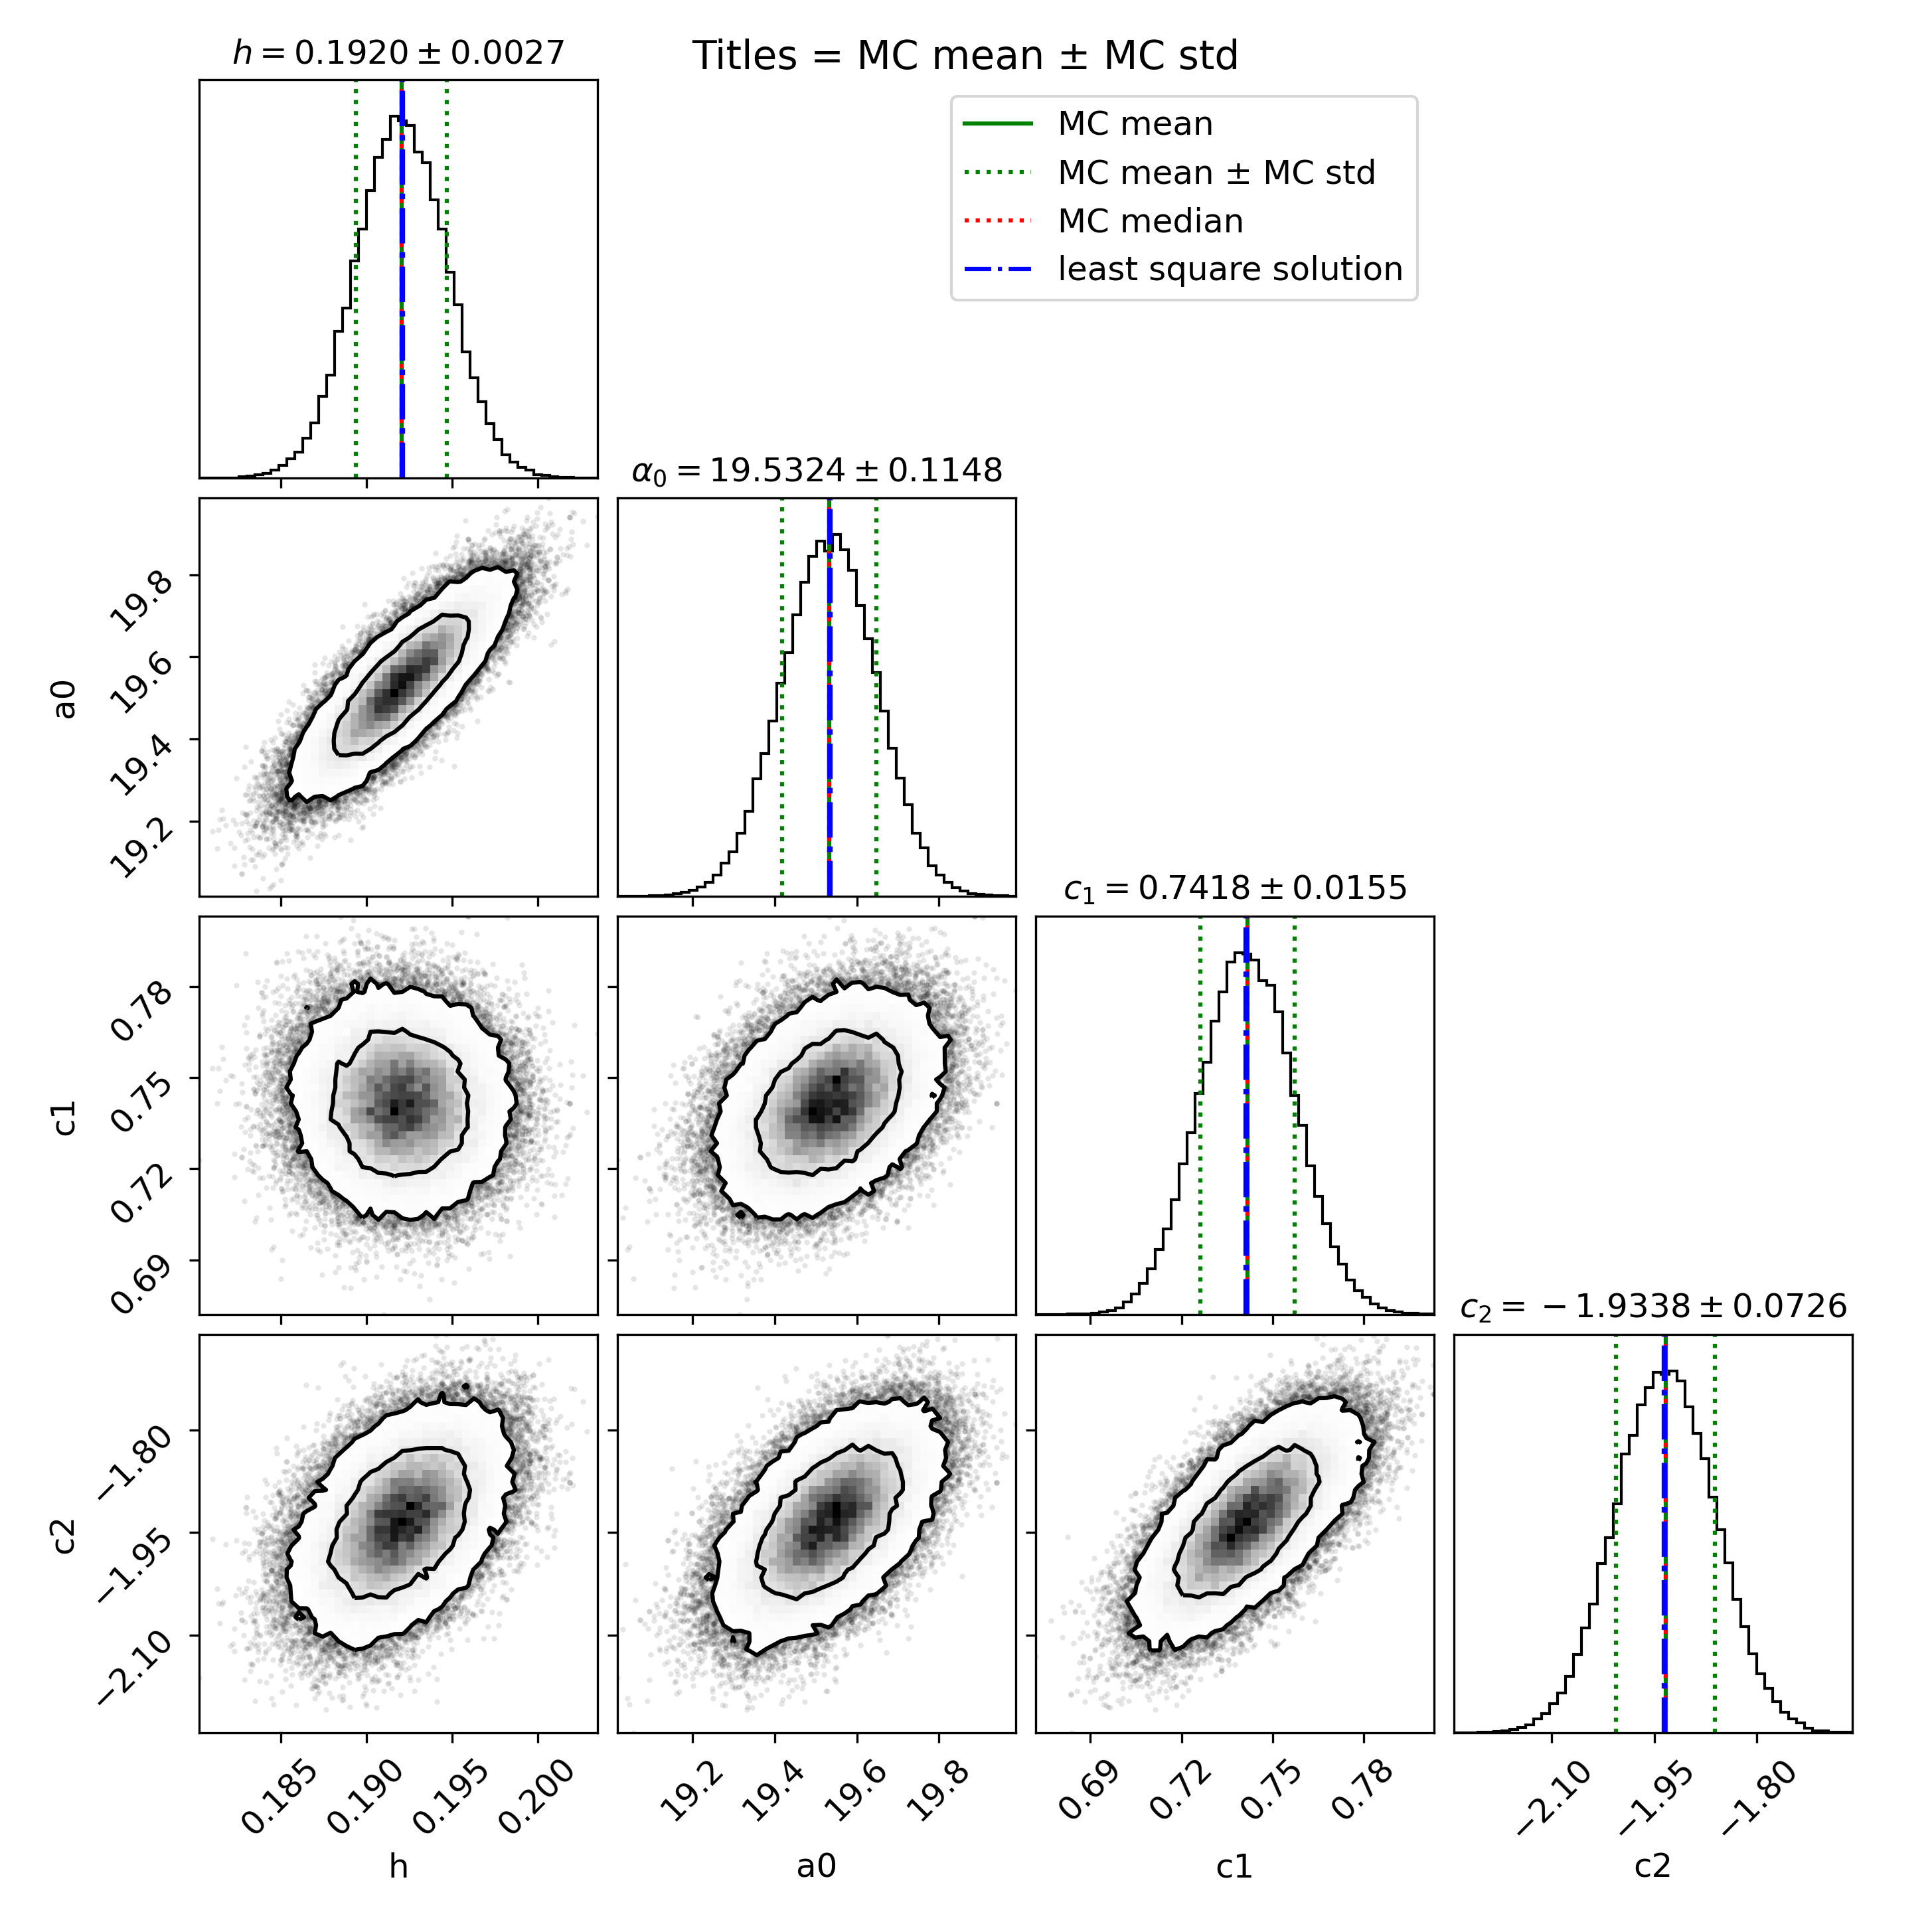 h = 0.1920 ± 0.0027
Titles = MC mean ± MC std
MC mean
MC mean ± MC std
MC median
least square solution
α₀ = 19.5324 ± 0.1148
19.8
19.6
19.4
19.2
a0
c₁ = 0.7418 ± 0.0155
0.78
0.75
0.72
0.69
c1
c₂ = −1.9338 ± 0.0726
−1.80
−1.95
−2.10
c2
0.185 0.190 0.195 0.200
19.2 19.4 19.6 19.8
0.69 0.72 0.75 0.78
−2.10 −1.95 −1.80
h a0 c1 c2